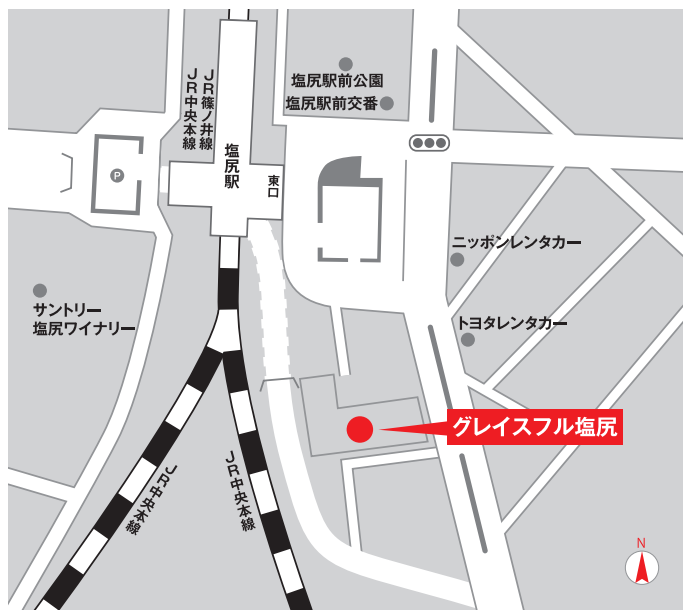 塩尻駅前公園
塩尻駅前交番
JR篠ノ井線
JR中央本線
塩尻駅
東口
P
ニッポンレンタカー
サントリー
塩尻ワイナリー
トヨタレンタカー
グレイスフル塩尻
JR中央本線
JR中央本線
N